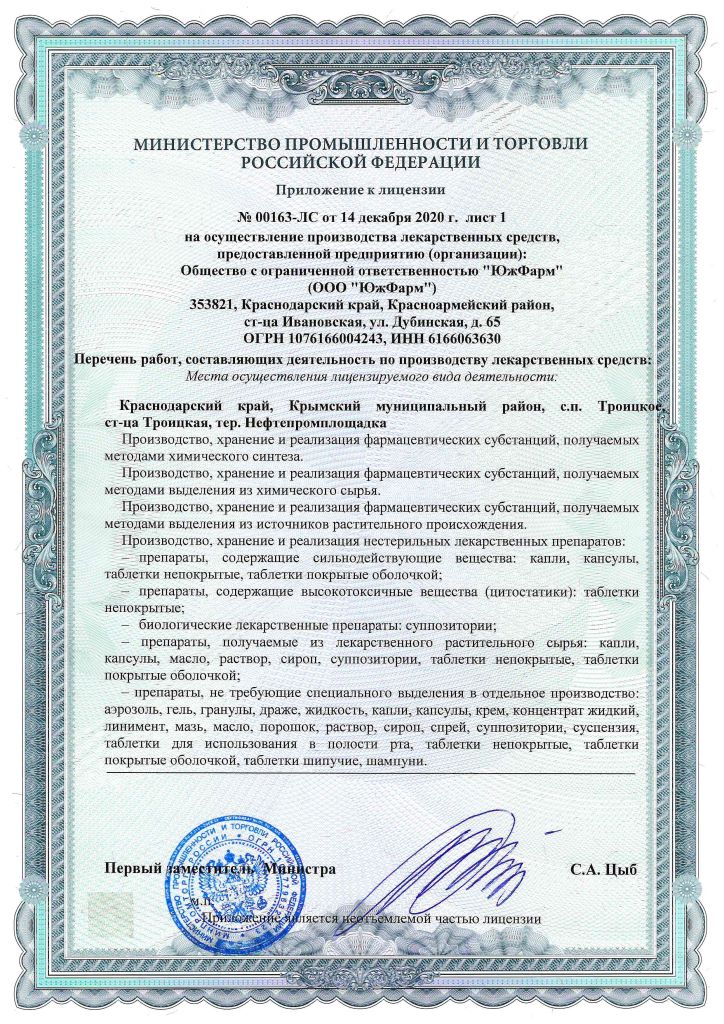 МИНИСТЕРСТВО ПРОМЫШЛЕННОСТИ И ТОРГОВЛИ
РОССИЙСКОЙ ФЕДЕРАЦИИ
Приложение к лицензии
№ 00163-ЛС от 14 декабря 2020 г. лист 1
на осуществление производства лекарственных средств,
предоставленной предприятию (организации):
Общество с ограниченной ответственностью "ЮжФарм"
(ООО "ЮжФарм")
353821, Краснодарский край, Красноармейский район,
ст-ца Ивановская, ул. Дубинская, д. 65
ОГРН 1076166004243, ИНН 6166063630
Перечень работ, составляющих деятельность по производству лекарственных средств:
Места осуществления лицензируемого вида деятельности:
Краснодарский край, Крымский муниципальный район, с.п. Троицкое,
ст-ца Троицкая, тер. Нефтепромплощадка
Производство, хранение и реализация фармацевтических субстанций, получаемых
методами химического синтеза.
Производство, хранение и реализация фармацевтических субстанций, получаемых
методами выделения из химического сырья.
Производство, хранение и реализация фармацевтических субстанций, получаемых
методами выделения из источников растительного происхождения.
Производство, хранение и реализация нестерильных лекарственных препаратов:
– препараты, содержащие сильнодействующие вещества: капли, капсулы,
таблетки непокрытые, таблетки покрытые оболочкой;
– препараты, содержащие высокотоксичные вещества (цитостатики): таблетки
непокрытые;
– биологические лекарственные препараты: суппозитории;
– препараты, получаемые из лекарственного растительного сырья: капли,
капсулы, масло, раствор, сироп, суппозитории, таблетки непокрытые, таблетки
покрытые оболочкой;
– препараты, не требующие специального выделения в отдельное производство:
аэрозоль, гель, гранулы, драже, жидкость, капли, капсулы, крем, концентрат жидкий,
линимент, мазь, масло, порошок, раствор, сироп, спрей, суппозитории, суспензия,
таблетки для использования в полости рта, таблетки непокрытые, таблетки
покрытые оболочкой, таблетки шипучие, шампуни.
Первый заместитель Министра С.А. Цыб
м.п.
Приложение является неотъемлемой частью лицензии
МИНИСТЕРСТВО ПРОМЫШЛЕННОСТИ И ТОРГОВЛИ РОССИЙСКОЙ ФЕДЕРАЦИИ
МИНПРОМТОРГ РОССИИ
ОГРН